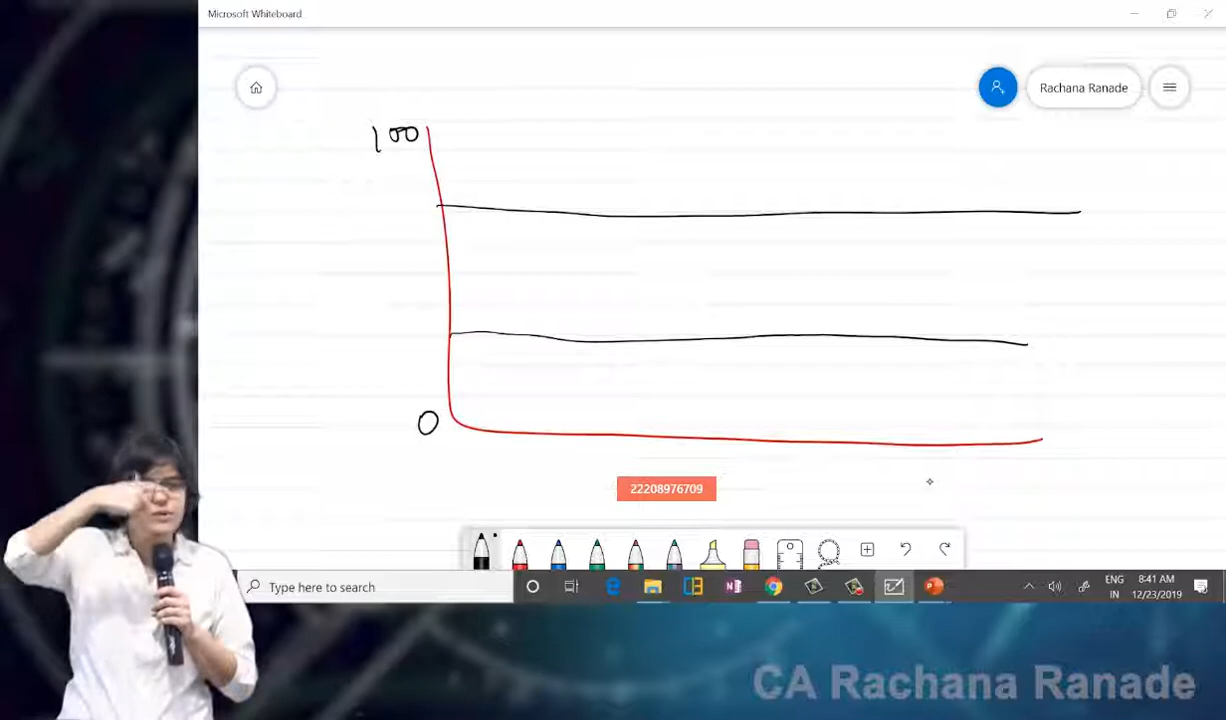 Microsoft Whiteboard
Rachana Ranade
100
0
22208976709
Type here to search
ENG
IN
8:41 AM
12/23/2019
CA Rachana Ranade